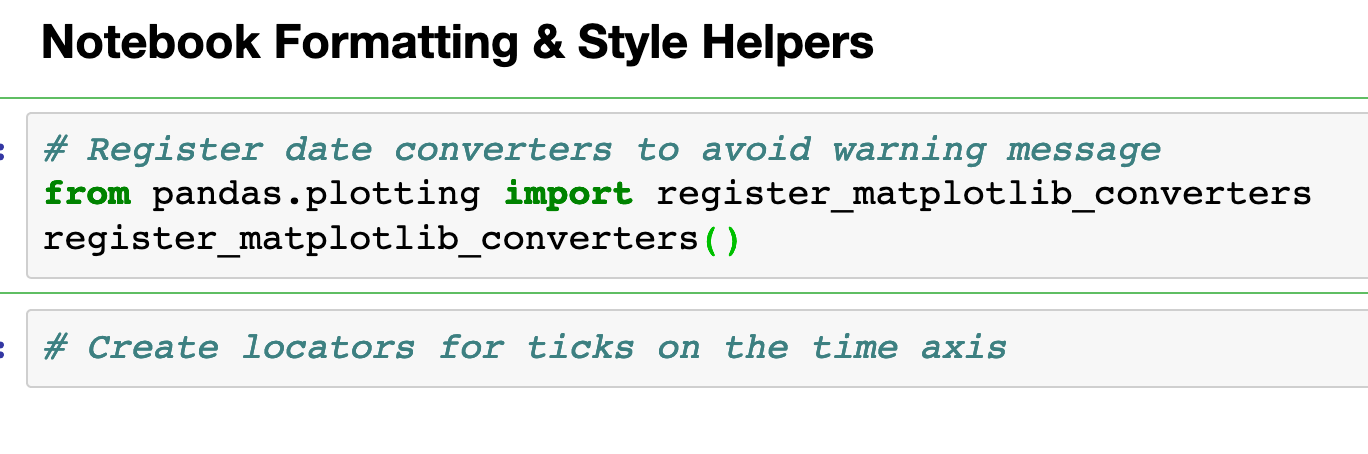 Notebook Formatting & Style Helpers
# Register date converters to avoid warning message
from pandas.plotting import register_matplotlib_converters
register_matplotlib_converters()
# Create locators for ticks on the time axis